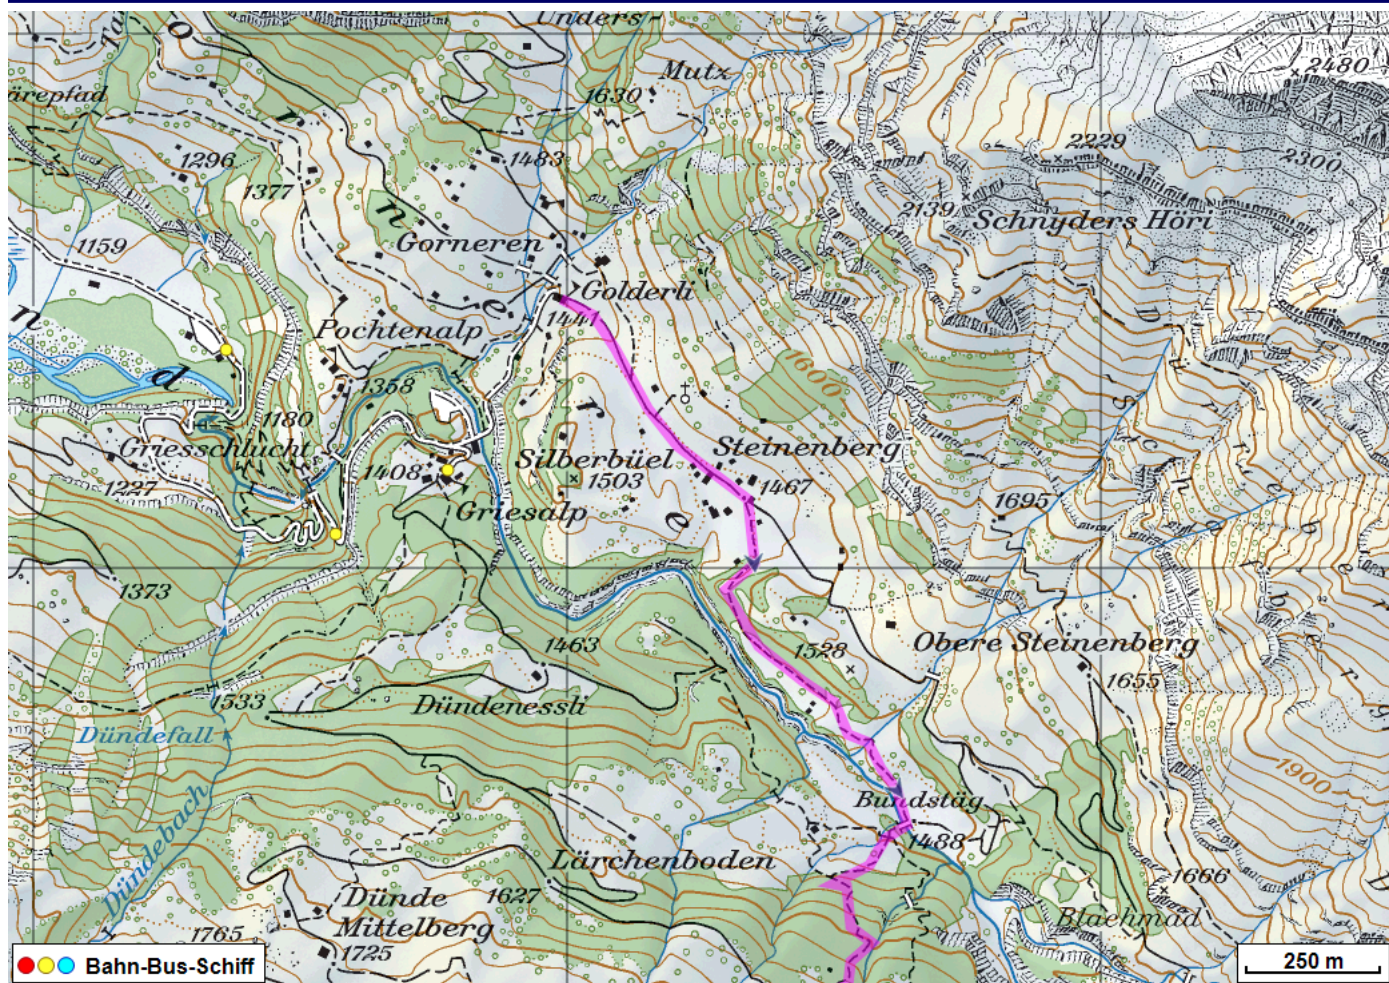 Unders-
Mutz
2480
ärepfad
1630
2229
1296
1483
2300
1377
2139
Schnyders Höri
1159
Gorneren
Golderli
1441
Pochtenalp
1358
1600
1180
Griesschlucht
Steinenberg
Silberbüel
1408
1503
1467
1227
Griesalp
1695
1373
1463
1528
Obere Steinenberg
1655
1533
Dündenessli
Dündefall
1900
Bundstäg
Dündebach
1488
Lärchenboden
1666
Dünde
1627
Mittelberg
Blachmad
1765
1725
Bahn-Bus-Schiff
250 m